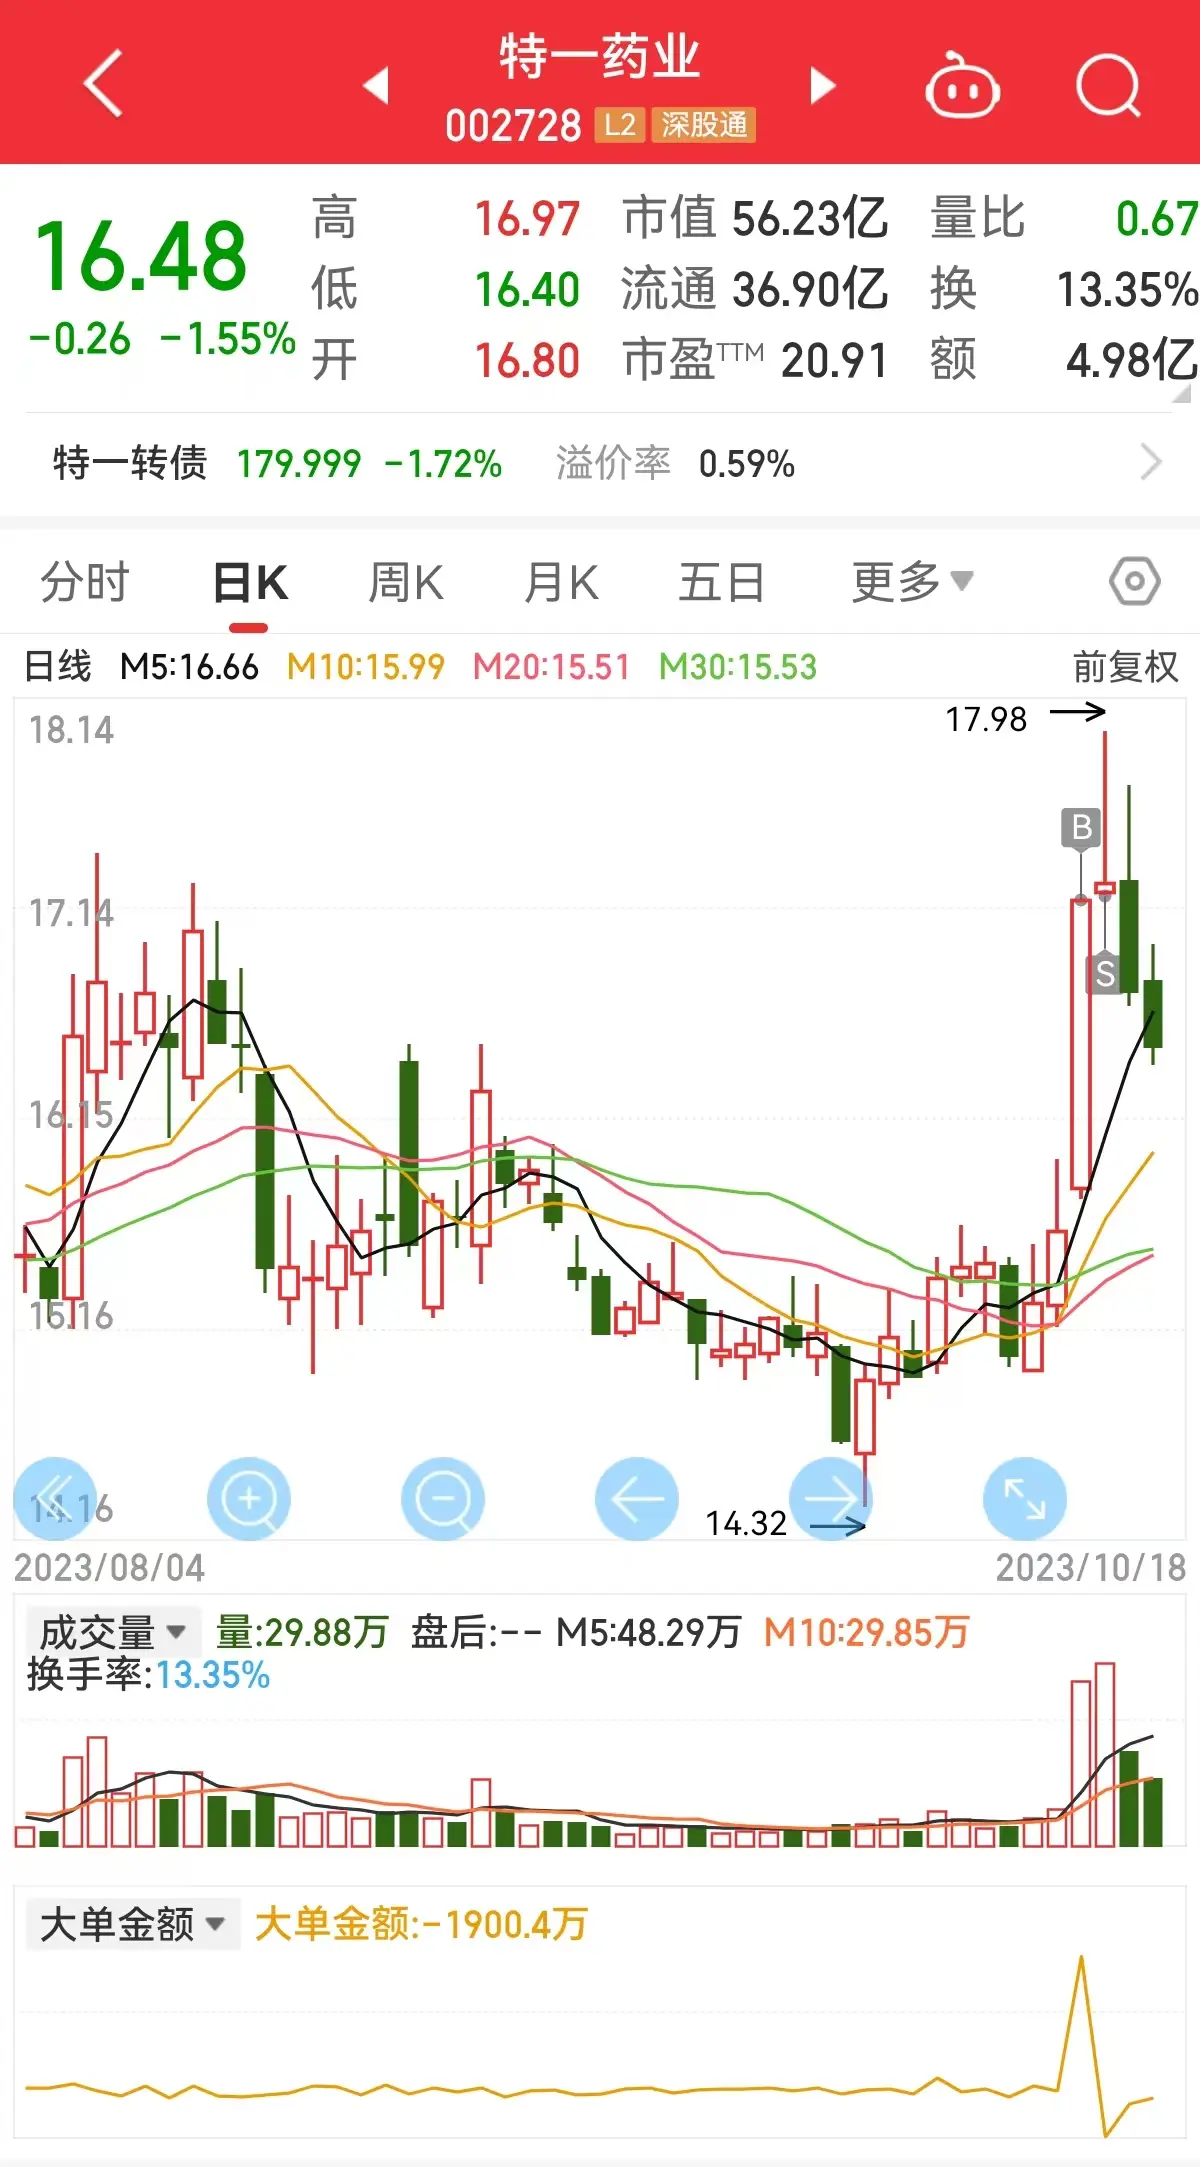 特一药业
002728 L2 深股通
16.48 高 16.97 市值 56.23亿 量比 0.67
低 16.40 流通 36.90亿 换 13.35%
-0.26 -1.55% 开 16.80 市盈TTM 20.91 额 4.98亿
特一转债 179.999 -1.72% 溢价率 0.59%
分时 日K 周K 月K 五日 更多
日线 M5:16.66 M10:15.99 M20:15.51 M30:15.53 前复权
17.98
18.14
B
17.14
S
16.15
15.16
14.16
14.32
2023/08/04 2023/10/18
成交量 量:29.88万 盘后:-- M5:48.29万 M10:29.85万
换手率:13.35%
大单金额 大单金额:-1900.4万